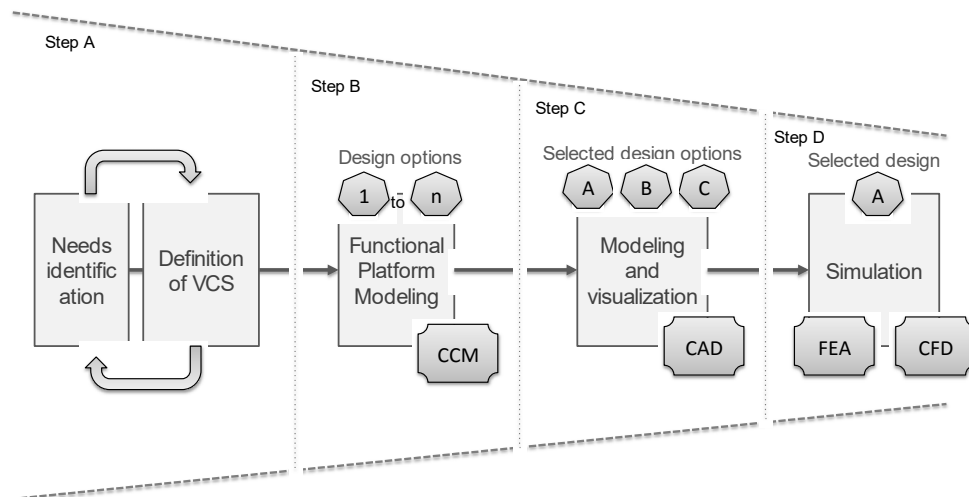 Step A
Needs
identific
ation
Definition
of VCS
Step B
Design options
1
to
n
Functional
Platform
Modeling
CCM
Step C
Selected design options
A
B
C
Modeling
and
visualization
CAD
Step D
Selected design
A
Simulation
FEA
CFD